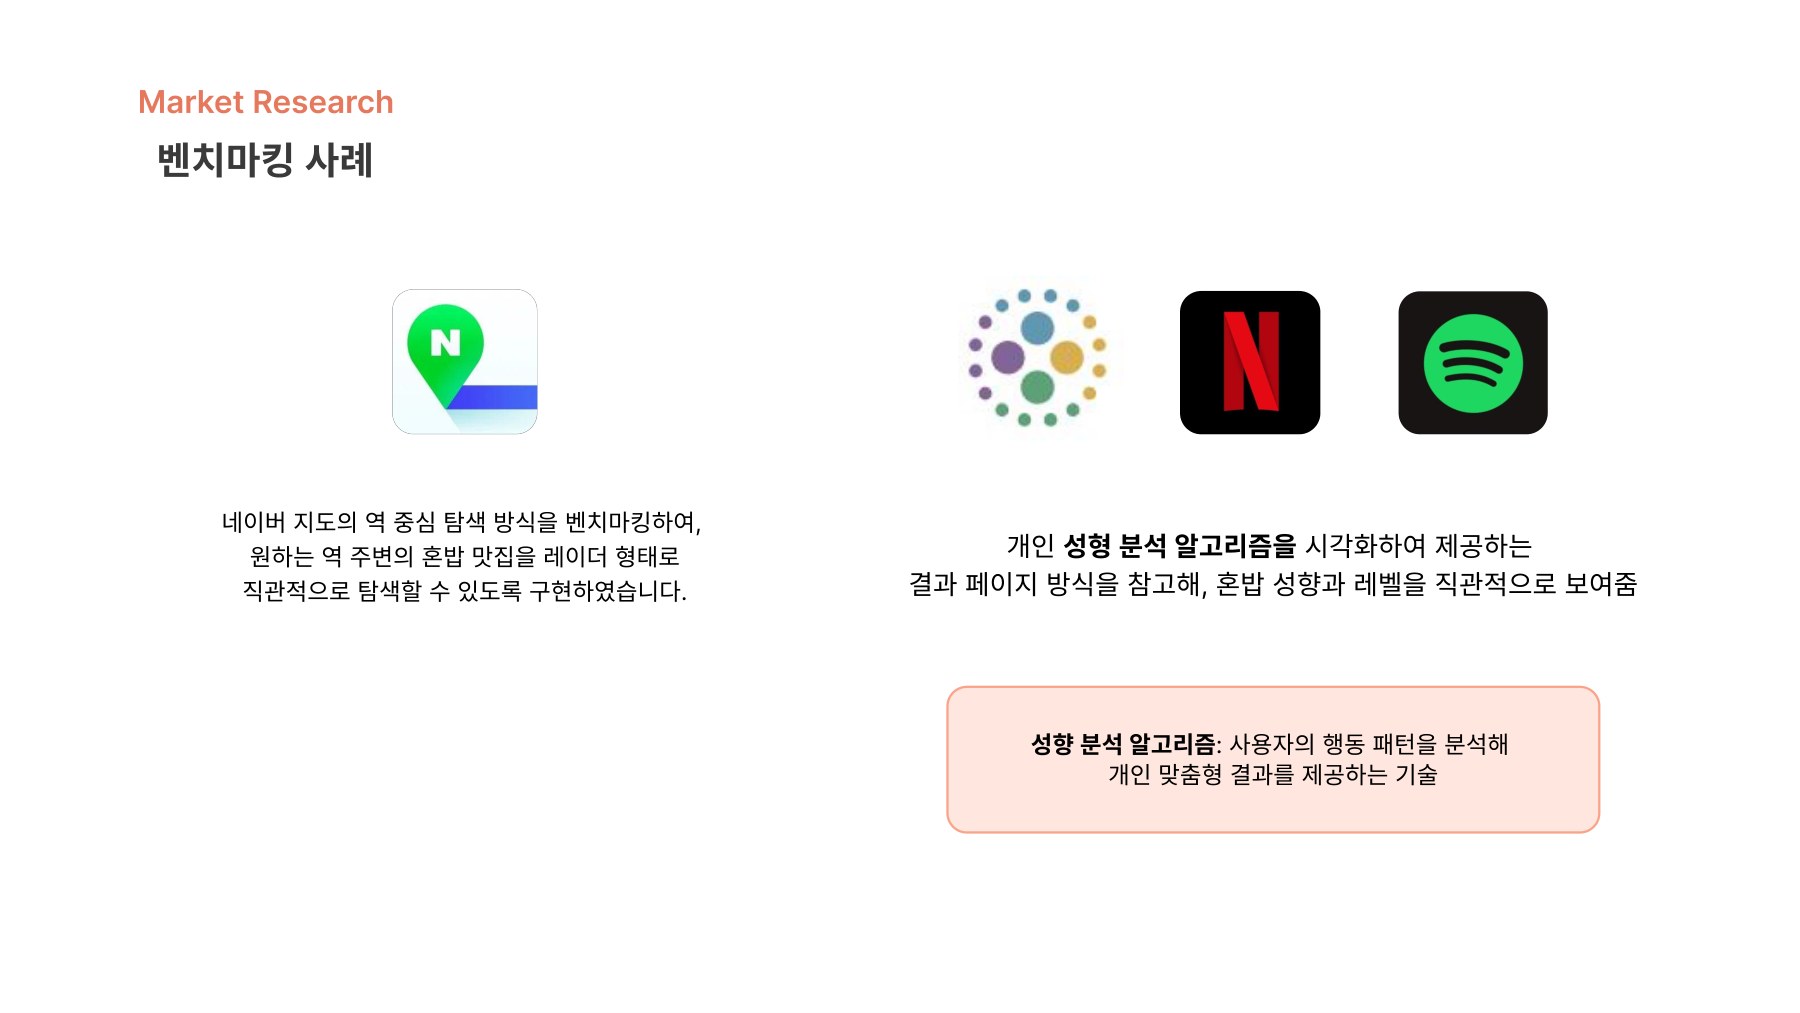 Market Research
벤치마킹 사례
N
네이버 지도의 역 중심 탐색 방식을 벤치마킹하여,
원하는 역 주변의 혼밥 맛집을 레이더 형태로
직관적으로 탐색할 수 있도록 구현하였습니다.
N
개인 성형 분석 알고리즘을 시각화하여 제공하는
결과 페이지 방식을 참고해, 혼밥 성향과 레벨을 직관적으로 보여줌
성향 분석 알고리즘: 사용자의 행동 패턴을 분석해
개인 맞춤형 결과를 제공하는 기술